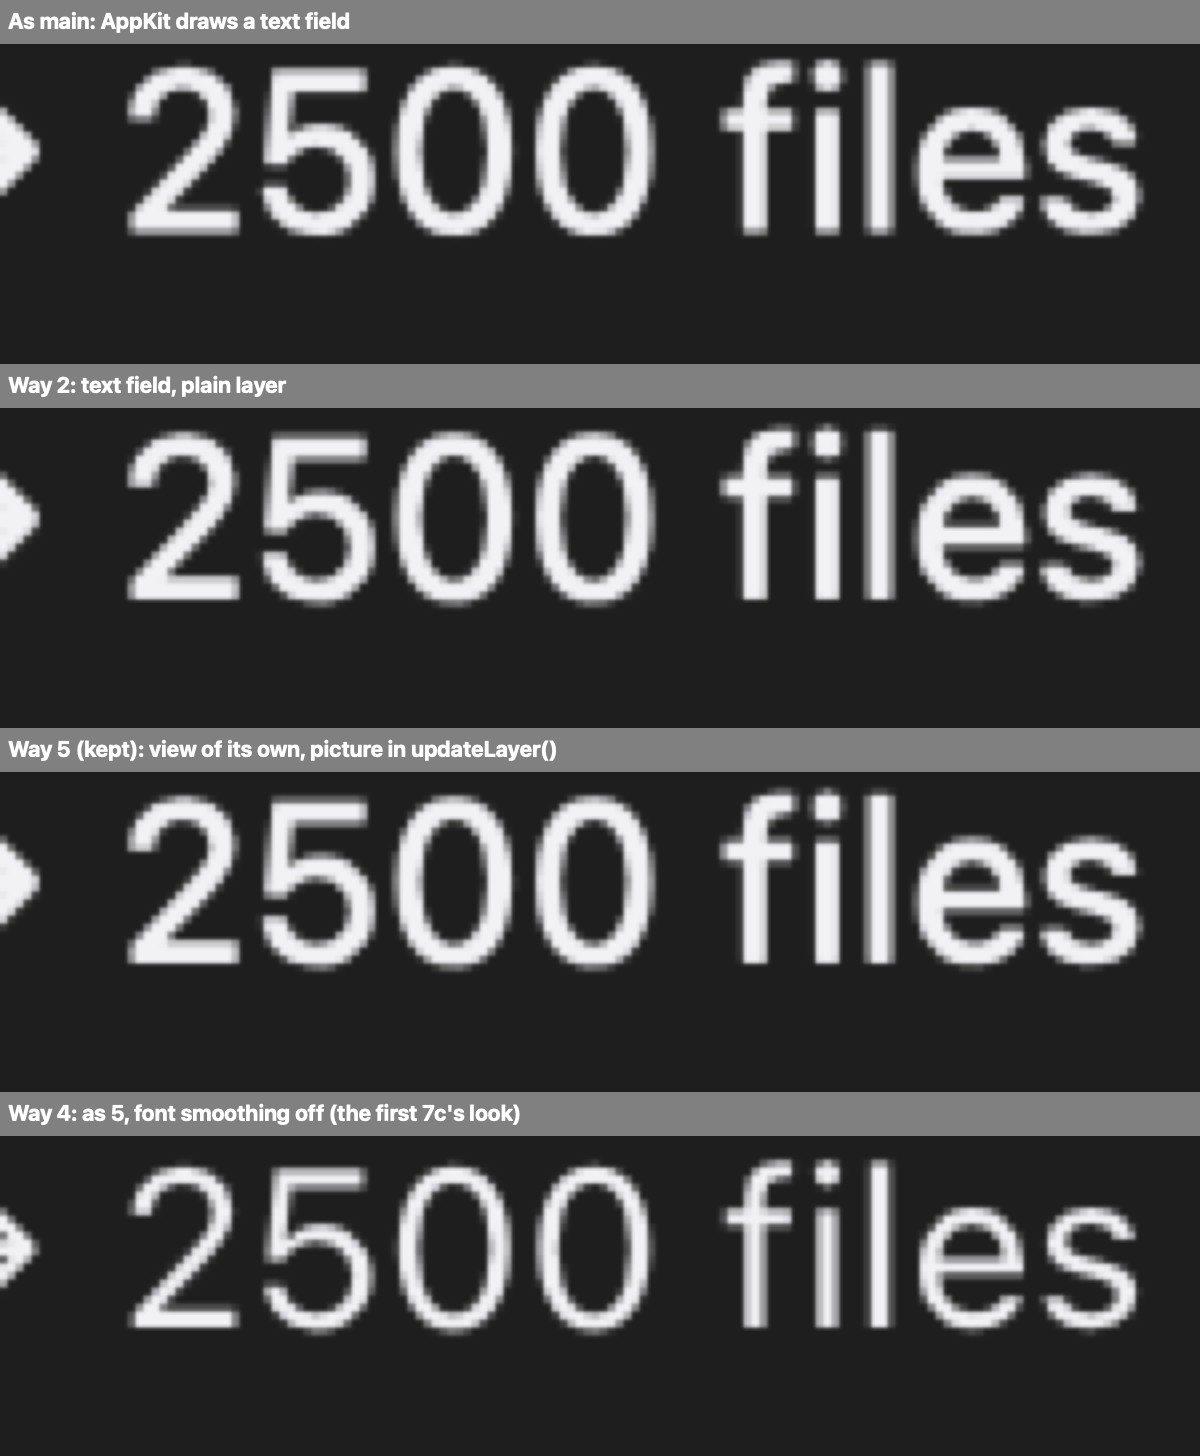 As main: AppKit draws a text field
2500 files
Way 2: text field, plain layer
2500 files
Way 5 (kept): view of its own, picture in updateLayer()
2500 files
Way 4: as 5, font smoothing off (the first 7c's look)
2500 files